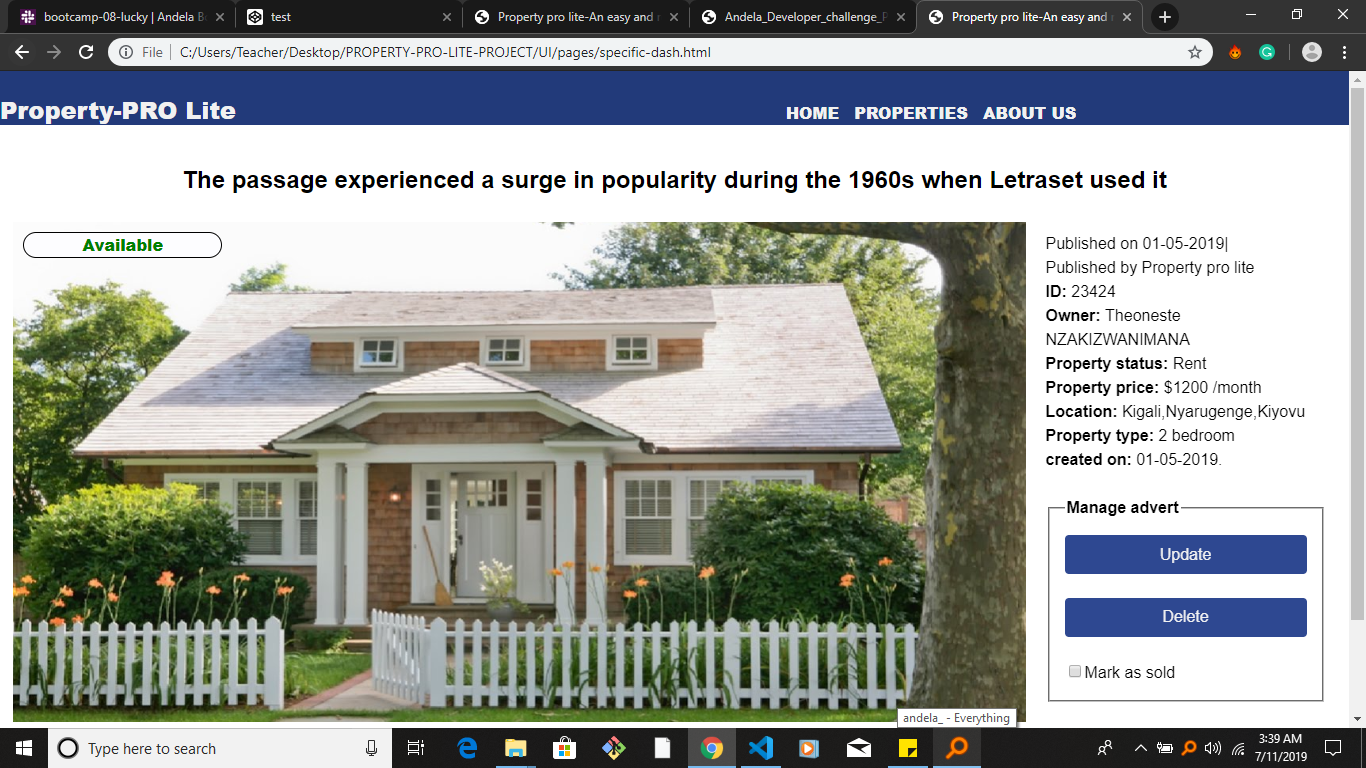 bootcamp-08-lucky | Andela B
test
Property pro lite-An easy and
Andela_Developer_challenge_P
Property pro lite-An easy and
File
C:/Users/Teacher/Desktop/PROPERTY-PRO-LITE-PROJECT/UI/pages/specific-dash.html
Property-PRO Lite
HOME PROPERTIES ABOUT US
The passage experienced a surge in popularity during the 1960s when Letraset used it
Available
Published on 01-05-2019|
Published by Property pro lite
ID: 23424
Owner: Theoneste
NZAKIZWANIMANA
Property status: Rent
Property price: $1200 /month
Location: Kigali,Nyarugenge,Kiyovu
Property type: 2 bedroom
created on: 01-05-2019.
Manage advert
Update
Delete
Mark as sold
andela_ - Everything
Type here to search
3:39 AM
7/11/2019